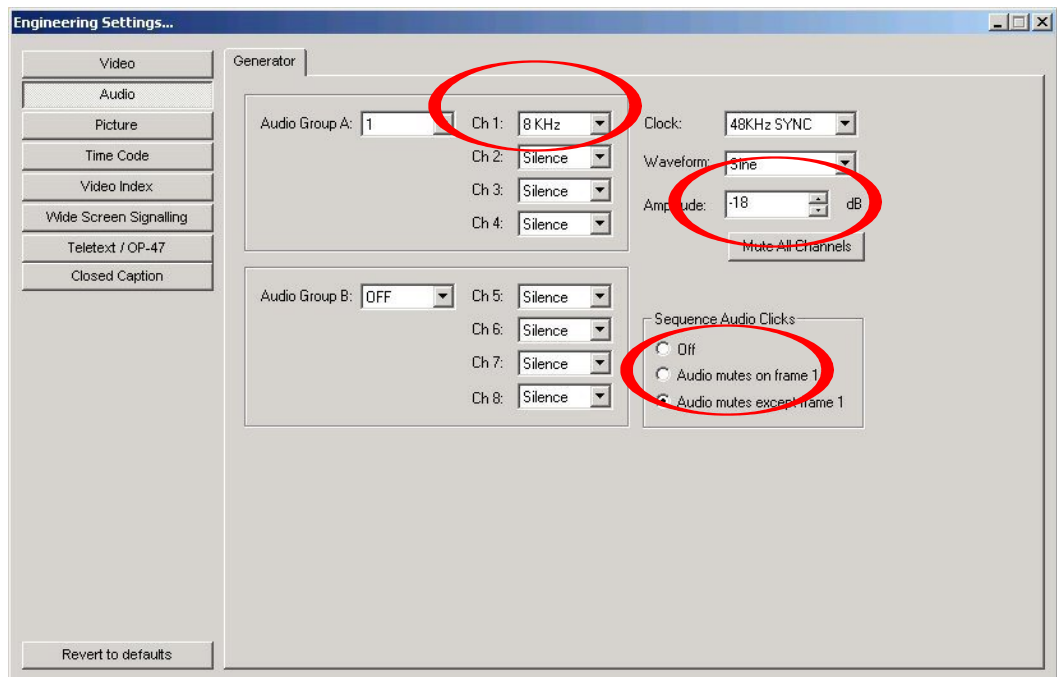 Engineering Settings...
Video
Audio
Picture
Time Code
Video Index
Wide Screen Signalling
Teletext / OP-47
Closed Caption
Revert to defaults
Generator
Audio Group A: 1
Ch 1: 8 KHz
Ch 2: Silence
Ch 3: Silence
Ch 4: Silence
Audio Group B: OFF
Ch 5: Silence
Ch 6: Silence
Ch 7: Silence
Ch 8: Silence
Clock: 48KHz SYNC
Waveform: Sine
Amplitude: -18 dB
Mute All Channels
Sequence Audio Clicks
Off
Audio mutes on frame 1
Audio mutes except frame 1